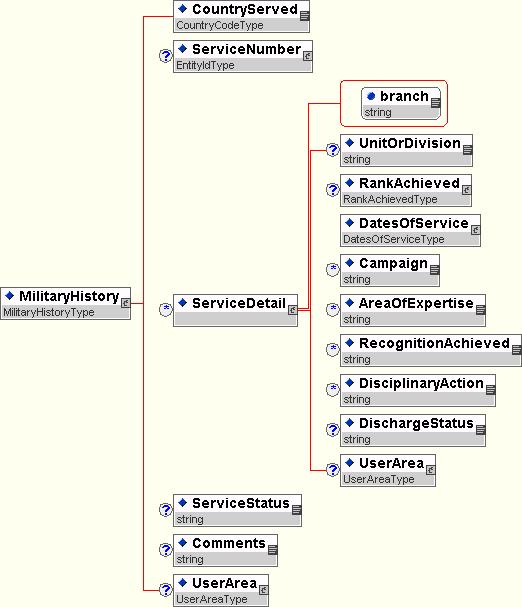 CountryServed
CountryCodeType
? ServiceNumber
EntityIdType
branch
string
? UnitOrDivision
string
? RankAchieved
RankAchievedType
DatesOfService
DatesOfServiceType
* Campaign
string
MilitaryHistory
MilitaryHistoryType
* ServiceDetail
* AreaOfExpertise
string
* RecognitionAchieved
string
* DisciplinaryAction
string
? DischargeStatus
string
? UserArea
UserAreaType
? ServiceStatus
string
? Comments
string
? UserArea
UserAreaType